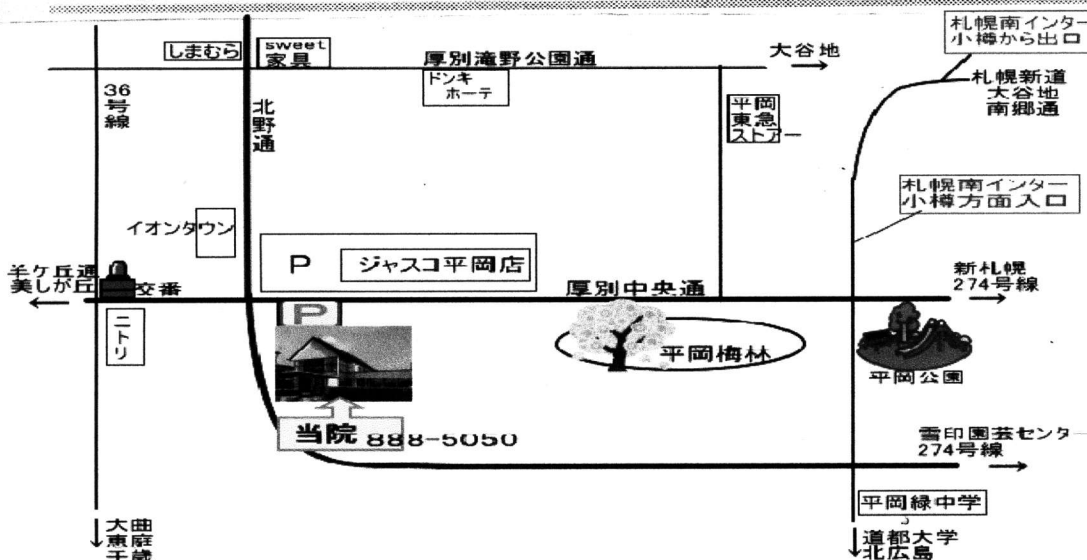 札幌南インター
小樽から出口
しまむら
sweet
家具
厚別滝野公園通
大谷地
ドンキ
ホーテ
札幌新道
大谷地
南郷通
36号線
北野通
平岡
東急
ストアー
札幌南インター
小樽方面入口
イオンタウン
P
ジャスコ平岡店
羊ケ丘通
美しが丘
交番
厚別中央通
新札幌
274号線
P
ニトリ
平岡梅林
平岡公園
当院 888-5050
雪印園芸センター
274号線
平岡緑中学
大曲
恵庭
千歳
道都大学
北広島